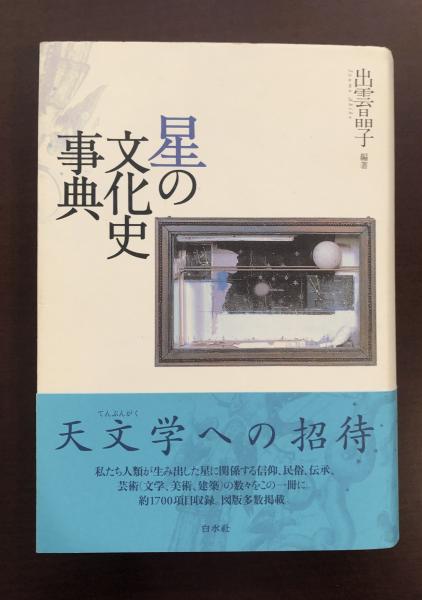 星の
文化史
事典
出雲晶子
Izumo Akiko
編著
てんぶんがく
天文学への招待
私たち人類が生み出した星に関係する信仰、民俗、伝承、
芸術(文学、美術、建築)の数々をこの一冊に
約1700項目収録。図版多数掲載
白水社